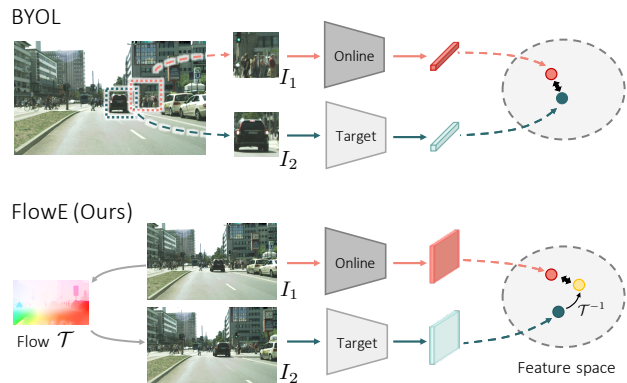 BYOL
I₁
Online
I₂
Target
FlowE (Ours)
I₁
Online
𝒯⁻¹
Flow 𝒯
I₂
Target
Feature space